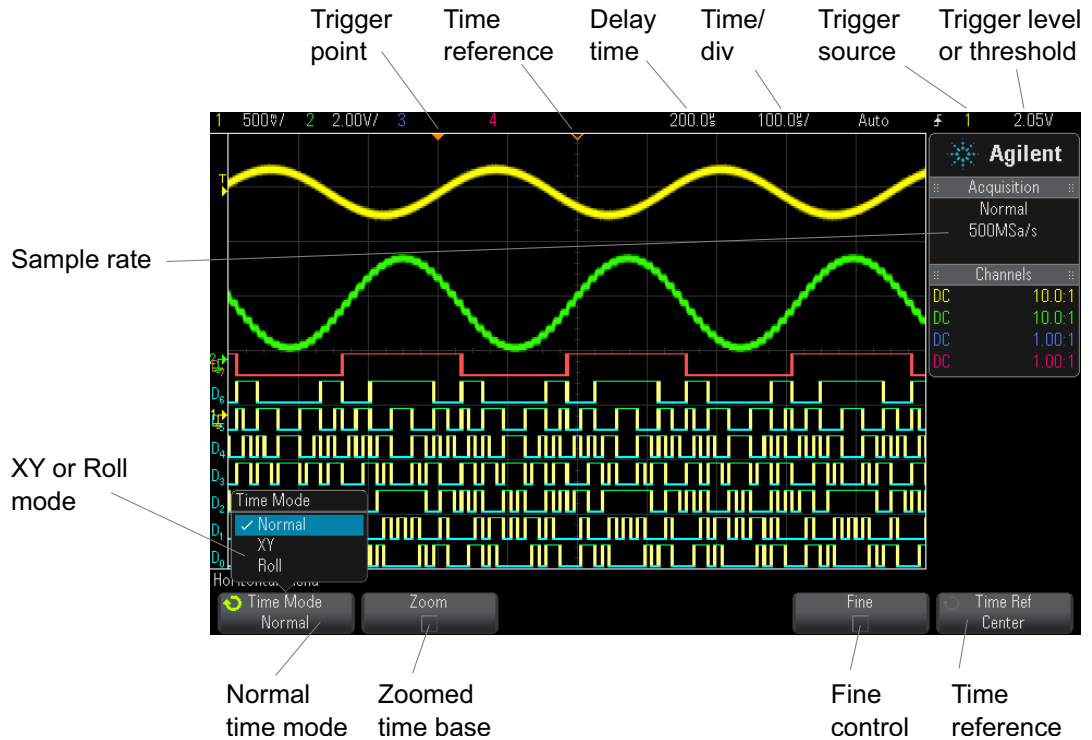 Trigger point
Time reference
Delay time
Time/ div
Trigger source
Trigger level or threshold
1 500㎷/ 2 2.00V/ 3 4 200.0㎲ 100.0㎲/ Auto 1 2.05V
T
Agilent
Acquisition
Normal
500MSa/s
Channels
DC 10.0:1
DC 10.0:1
DC 1.00:1
DC 1.00:1
Sample rate
D6
D4
D3
D2
D1
D0
XY or Roll mode
Time Mode
✓ Normal
XY
Roll
Time Mode
Normal
Zoom
Fine
Time Ref
Center
Normal time mode
Zoomed time base
Fine control
Time reference